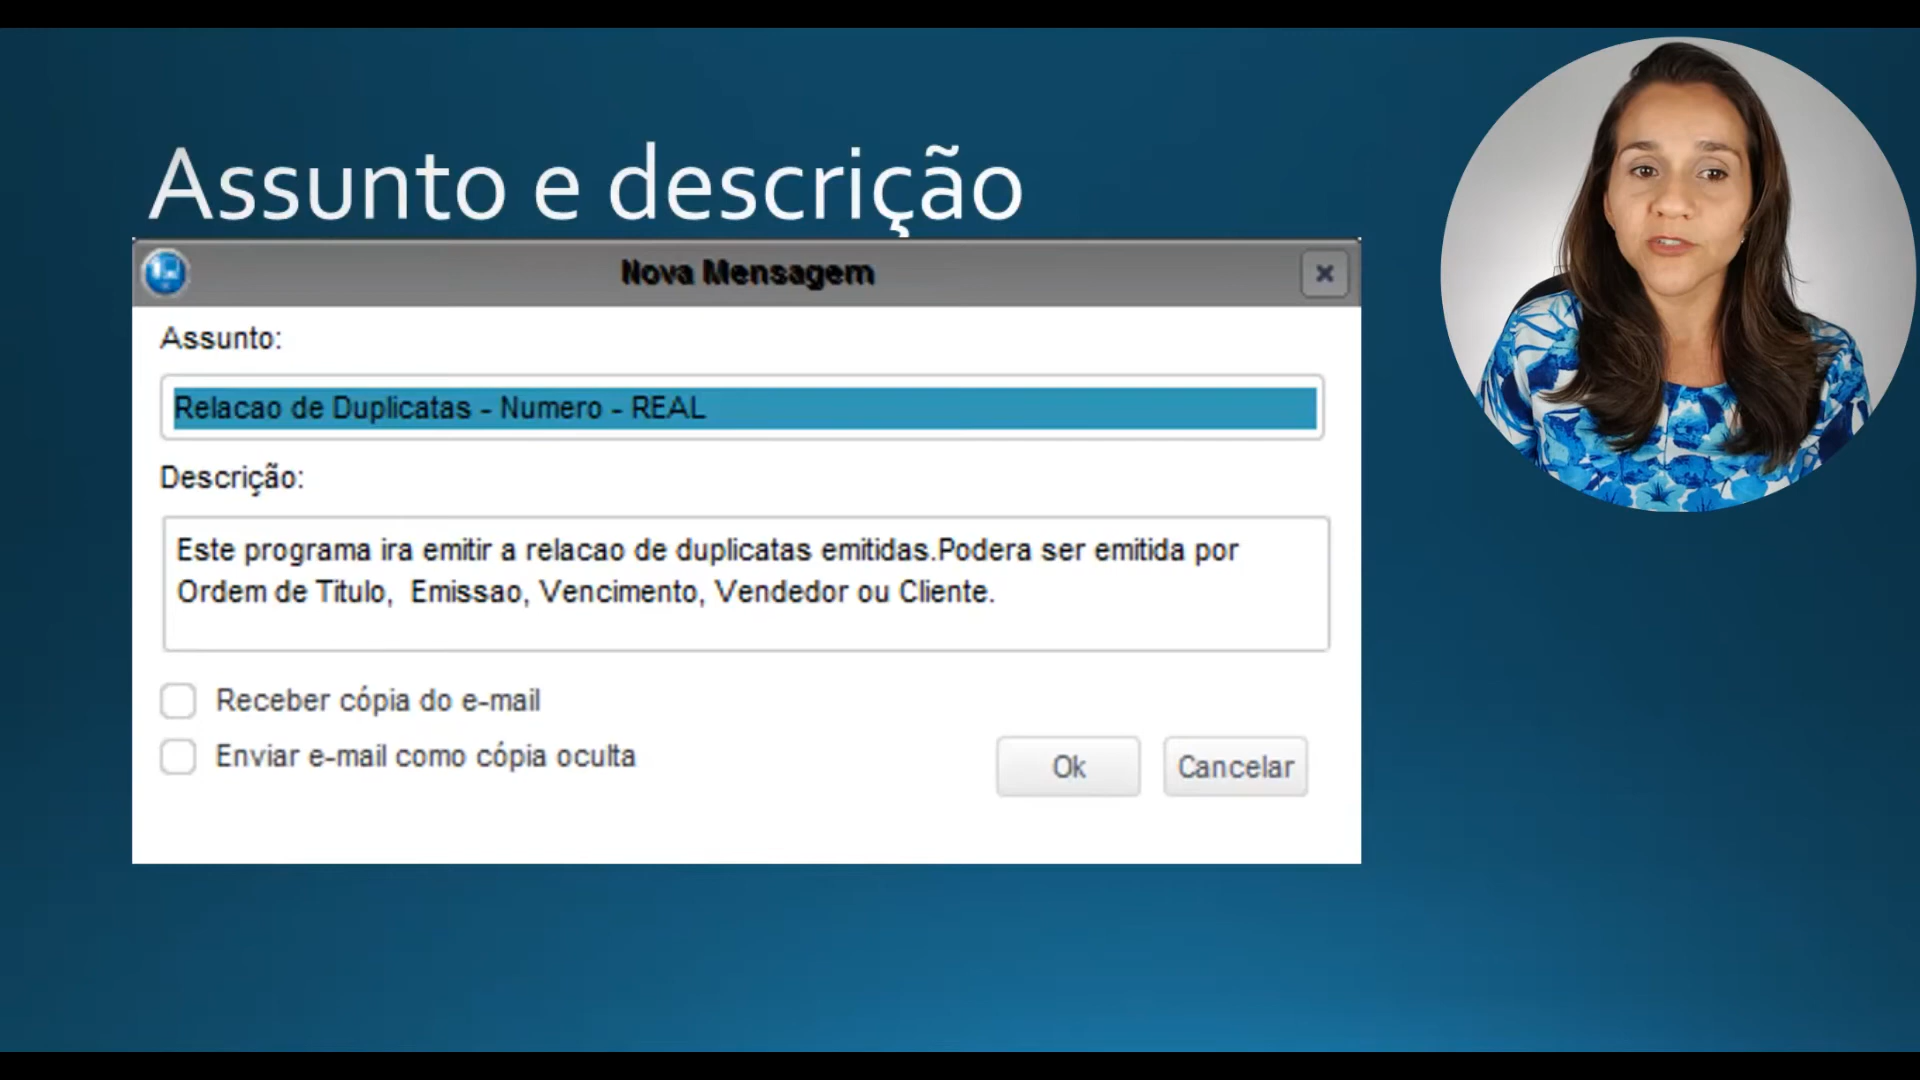 Assunto e descrição
Nova Mensagem
Assunto:
Relacao de Duplicatas - Numero - REAL
Descrição:
Este programa ira emitir a relacao de duplicatas emitidas.Podera ser emitida por
Ordem de Titulo,  Emissao, Vencimento, Vendedor ou Cliente.
Receber cópia do e-mail
Enviar e-mail como cópia oculta
Ok
Cancelar